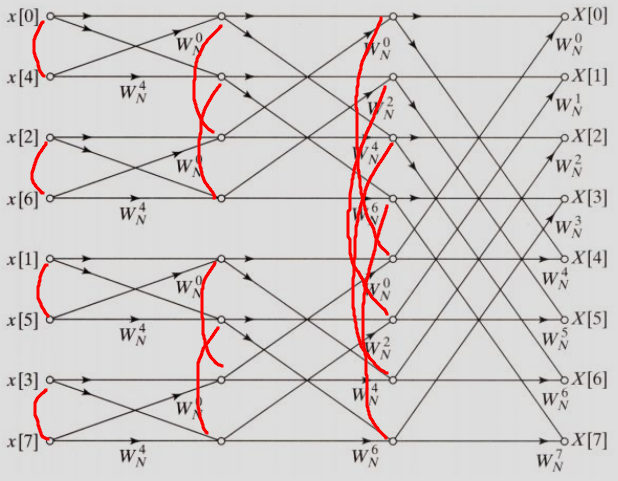 x[0] X[0]
W_N^0 W_N^0 W_N^0
x[4] X[1]
W_N^4 W_N^2 W_N^1
x[2] X[2]
W_N^0 W_N^4 W_N^2
x[6] X[3]
W_N^4 W_N^6 W_N^3
x[1] X[4]
W_N^0 W_N^0 W_N^4
x[5] X[5]
W_N^4 W_N^2 W_N^5
x[3] X[6]
W_N^0 W_N^4 W_N^6
x[7] X[7]
W_N^4 W_N^6 W_N^7